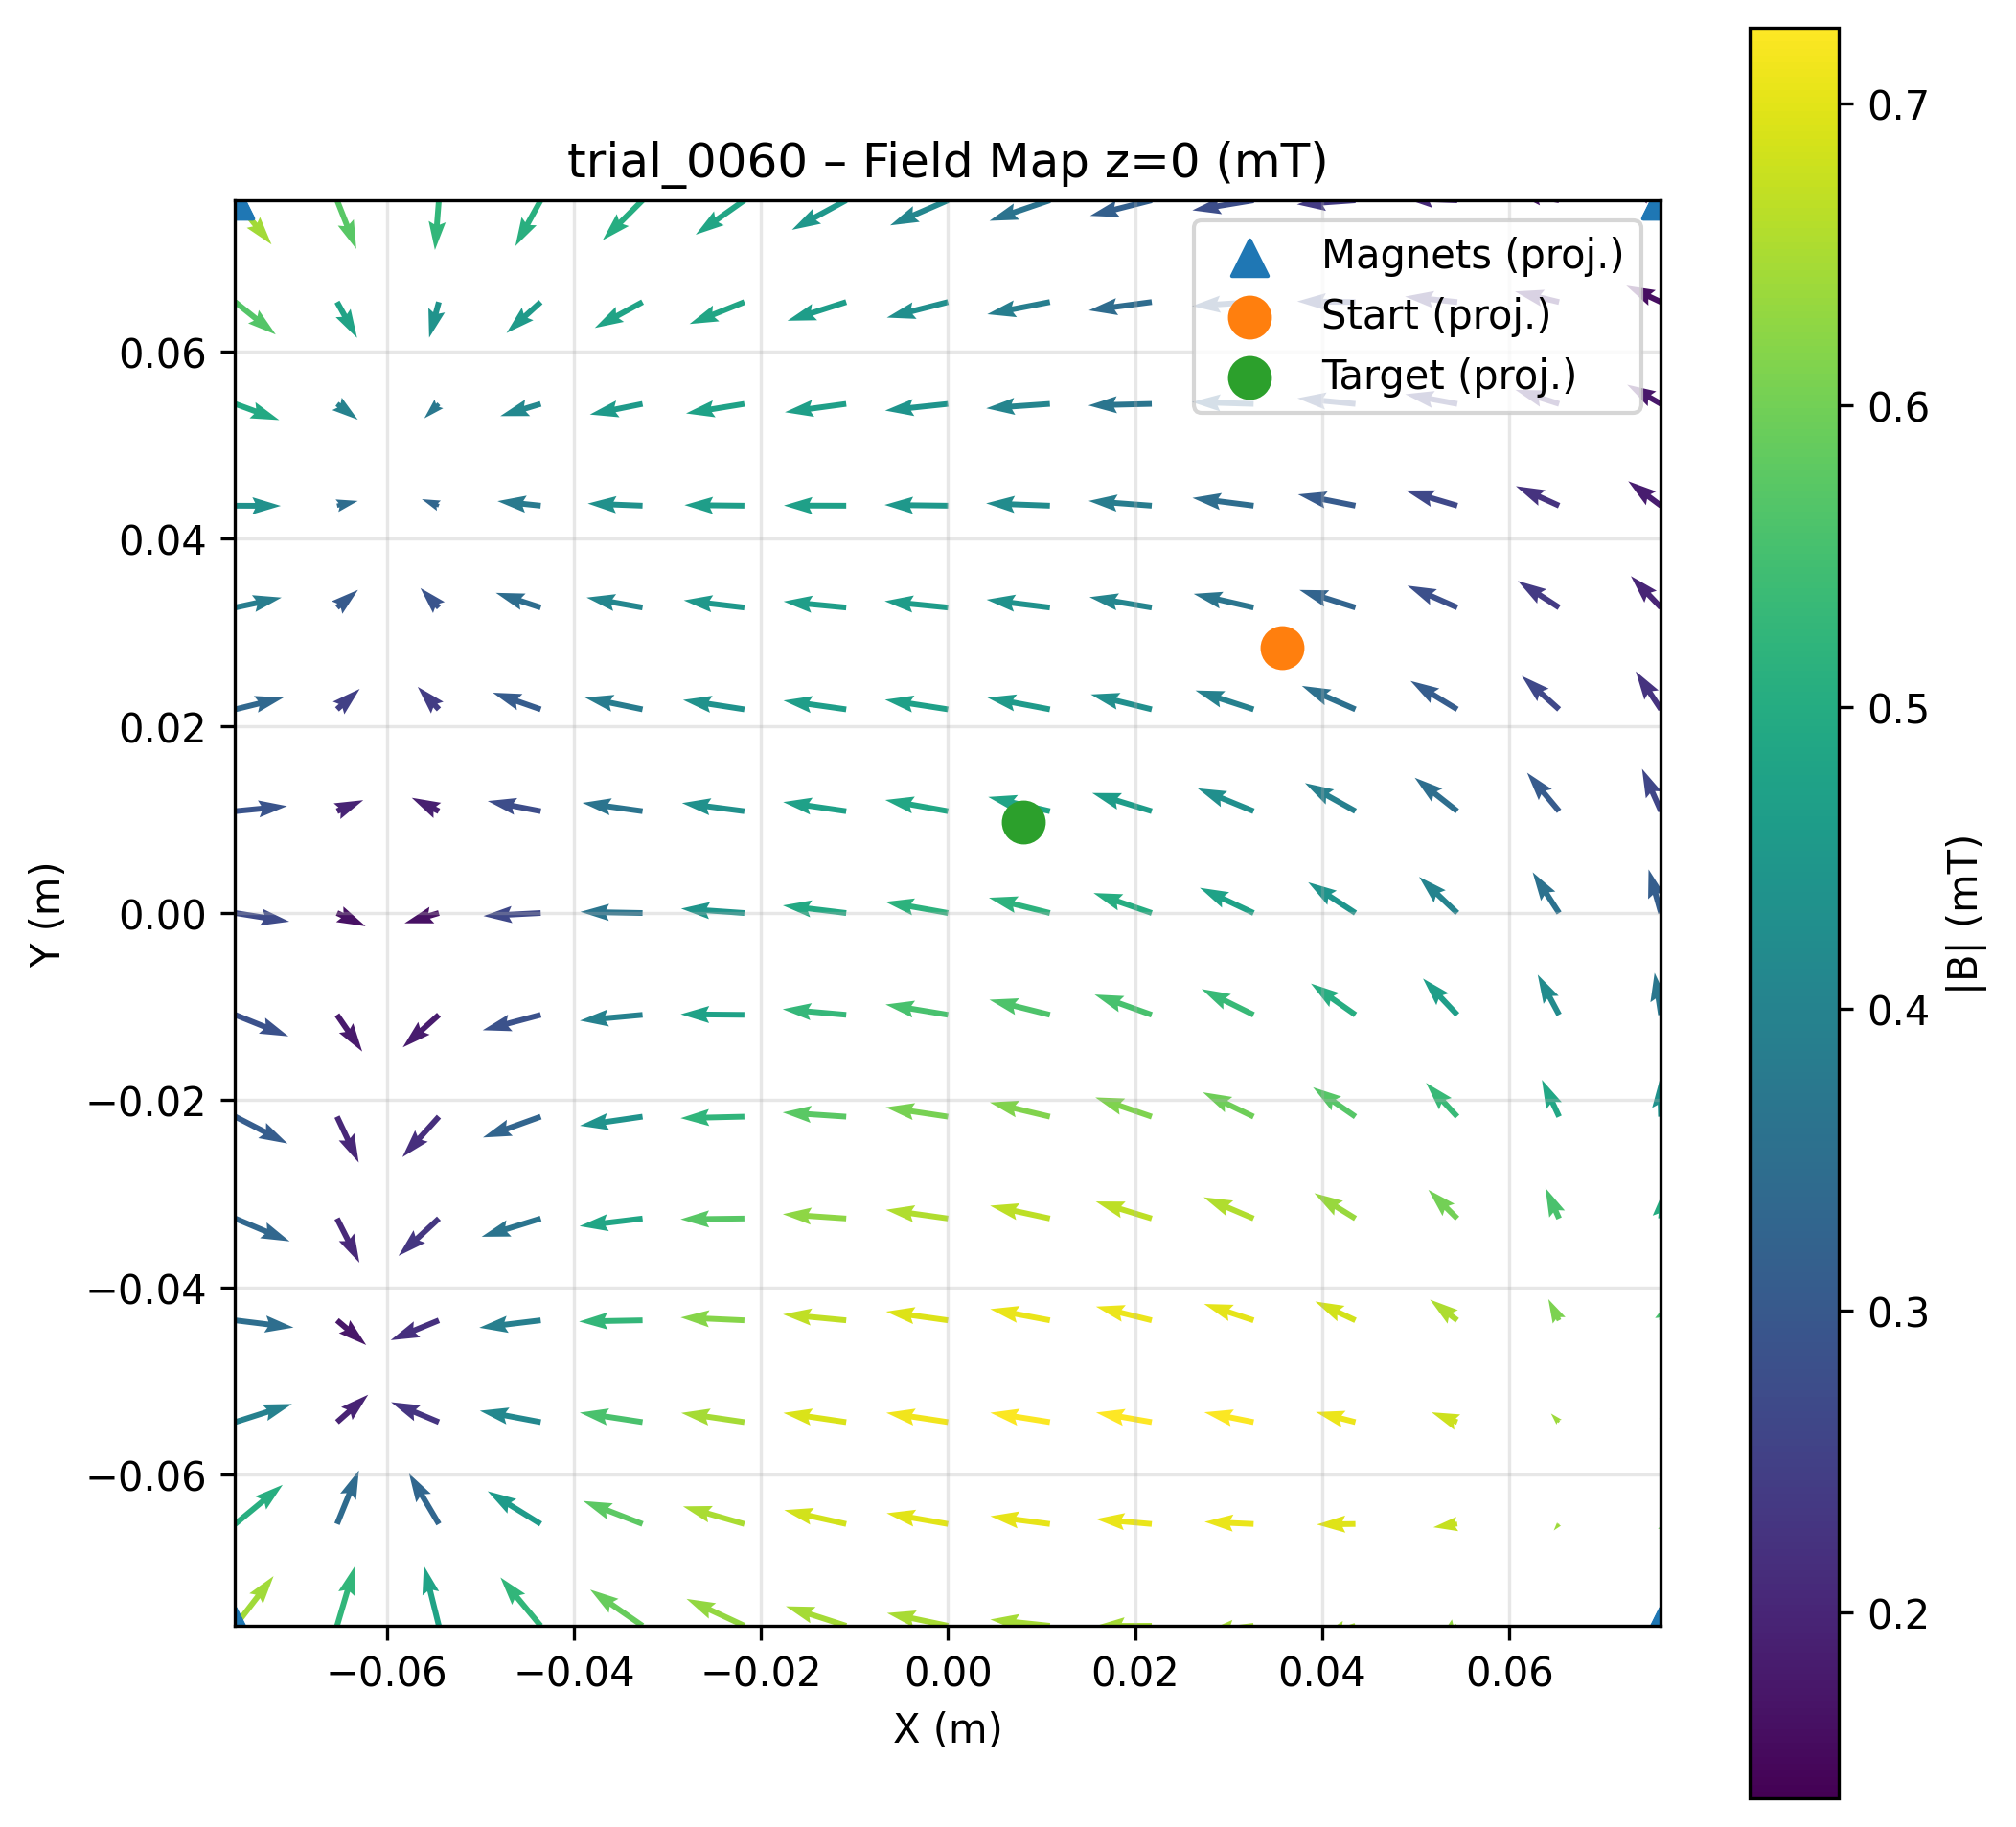 trial_0060 – Field Map z=0 (mT)
Magnets (proj.)
Start (proj.)
Target (proj.)
Y (m)
0.06
0.04
0.02
0.00
−0.02
−0.04
−0.06
−0.06
−0.04
−0.02
0.00
0.02
0.04
0.06
X (m)
0.7
0.6
0.5
0.4
0.3
0.2
|B| (mT)